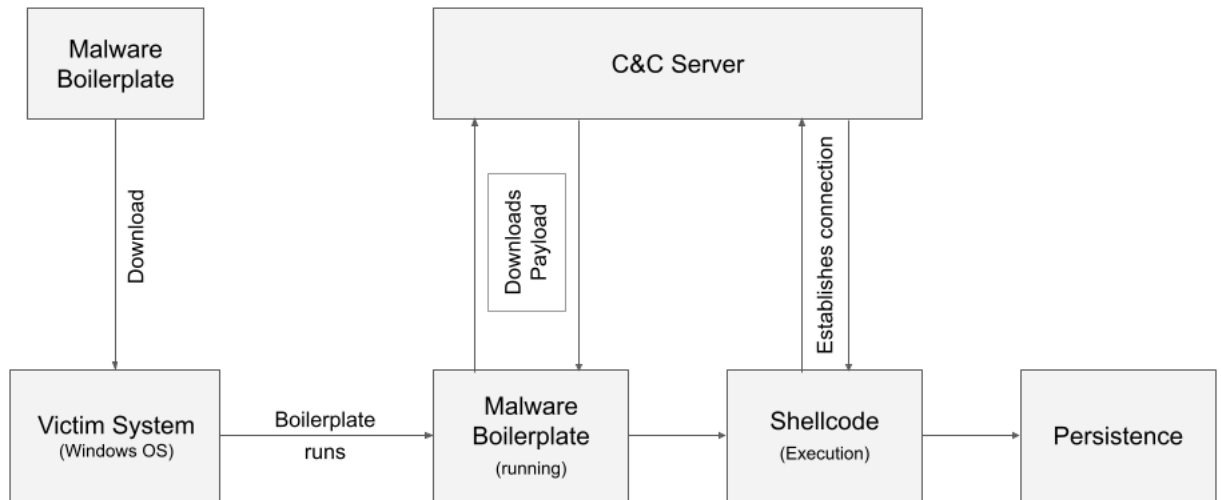 Malware
Boilerplate
C&C Server
Download
Downloads
Payload
Establishes connection
Victim System
(Windows OS)
Boilerplate
runs
Malware
Boilerplate
(running)
Shellcode
(Execution)
Persistence